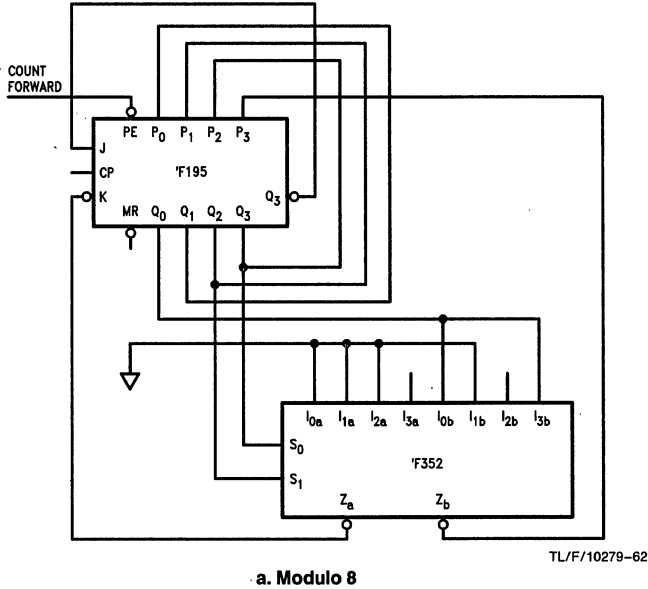 COUNT
FORWARD
PE P0 P1 P2 P3
J
CP
'F195
K
Q3
MR Q0 Q1 Q2 Q3
I0a I1a I2a I3a I0b I1b I2b I3b
S0
'F352
S1
Za Zb
TL/F/10279-62
a. Modulo 8